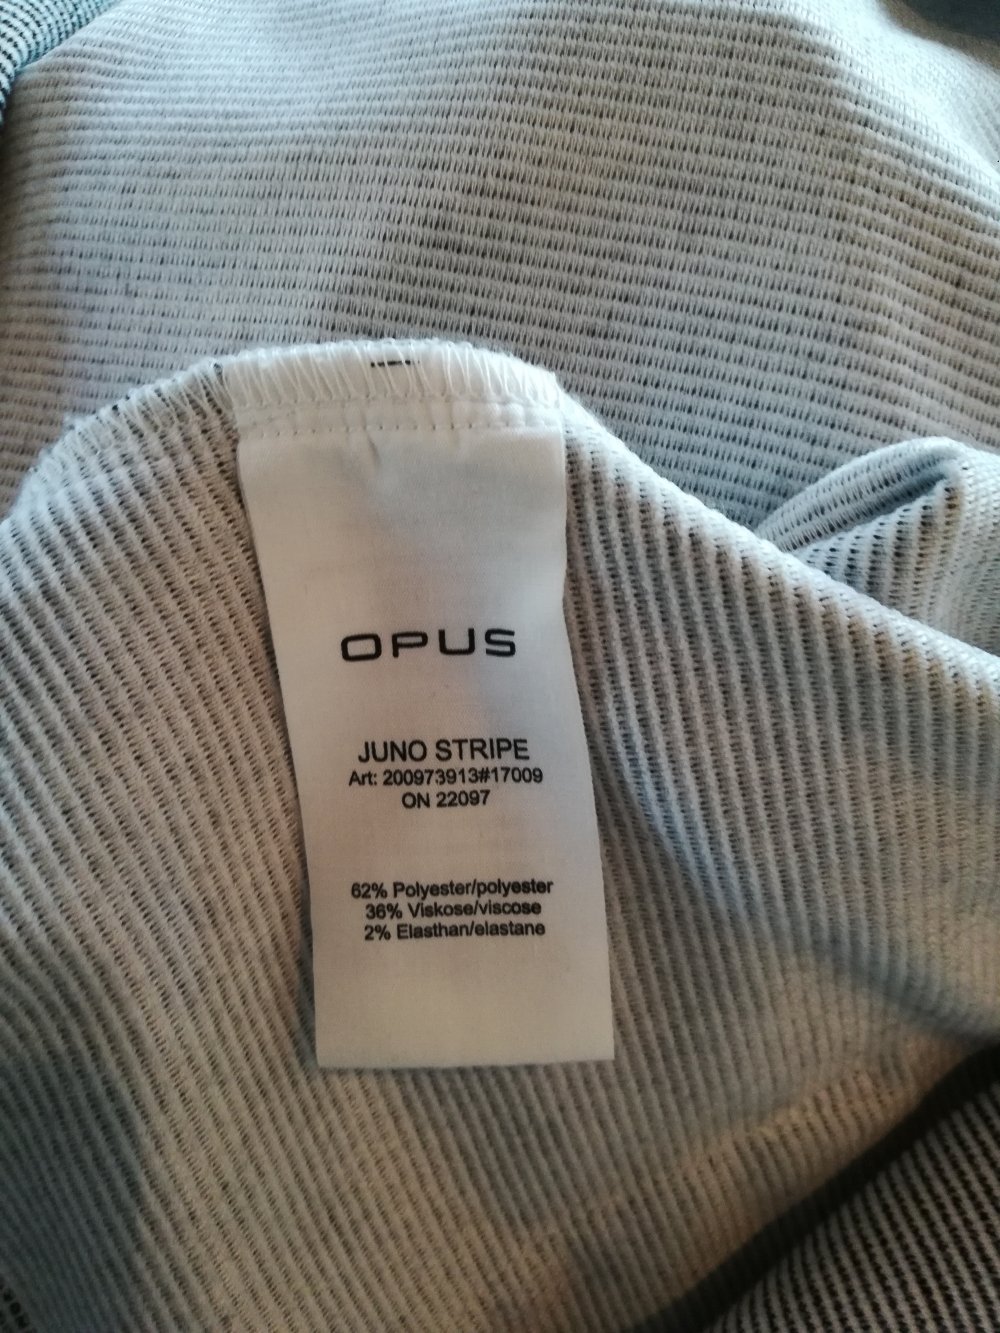 OPUS
JUNO STRIPE
Art: 200973913#17009
ON 22097
62% Polyester/polyester
36% Viskose/viscose
2% Elasthan/elastane